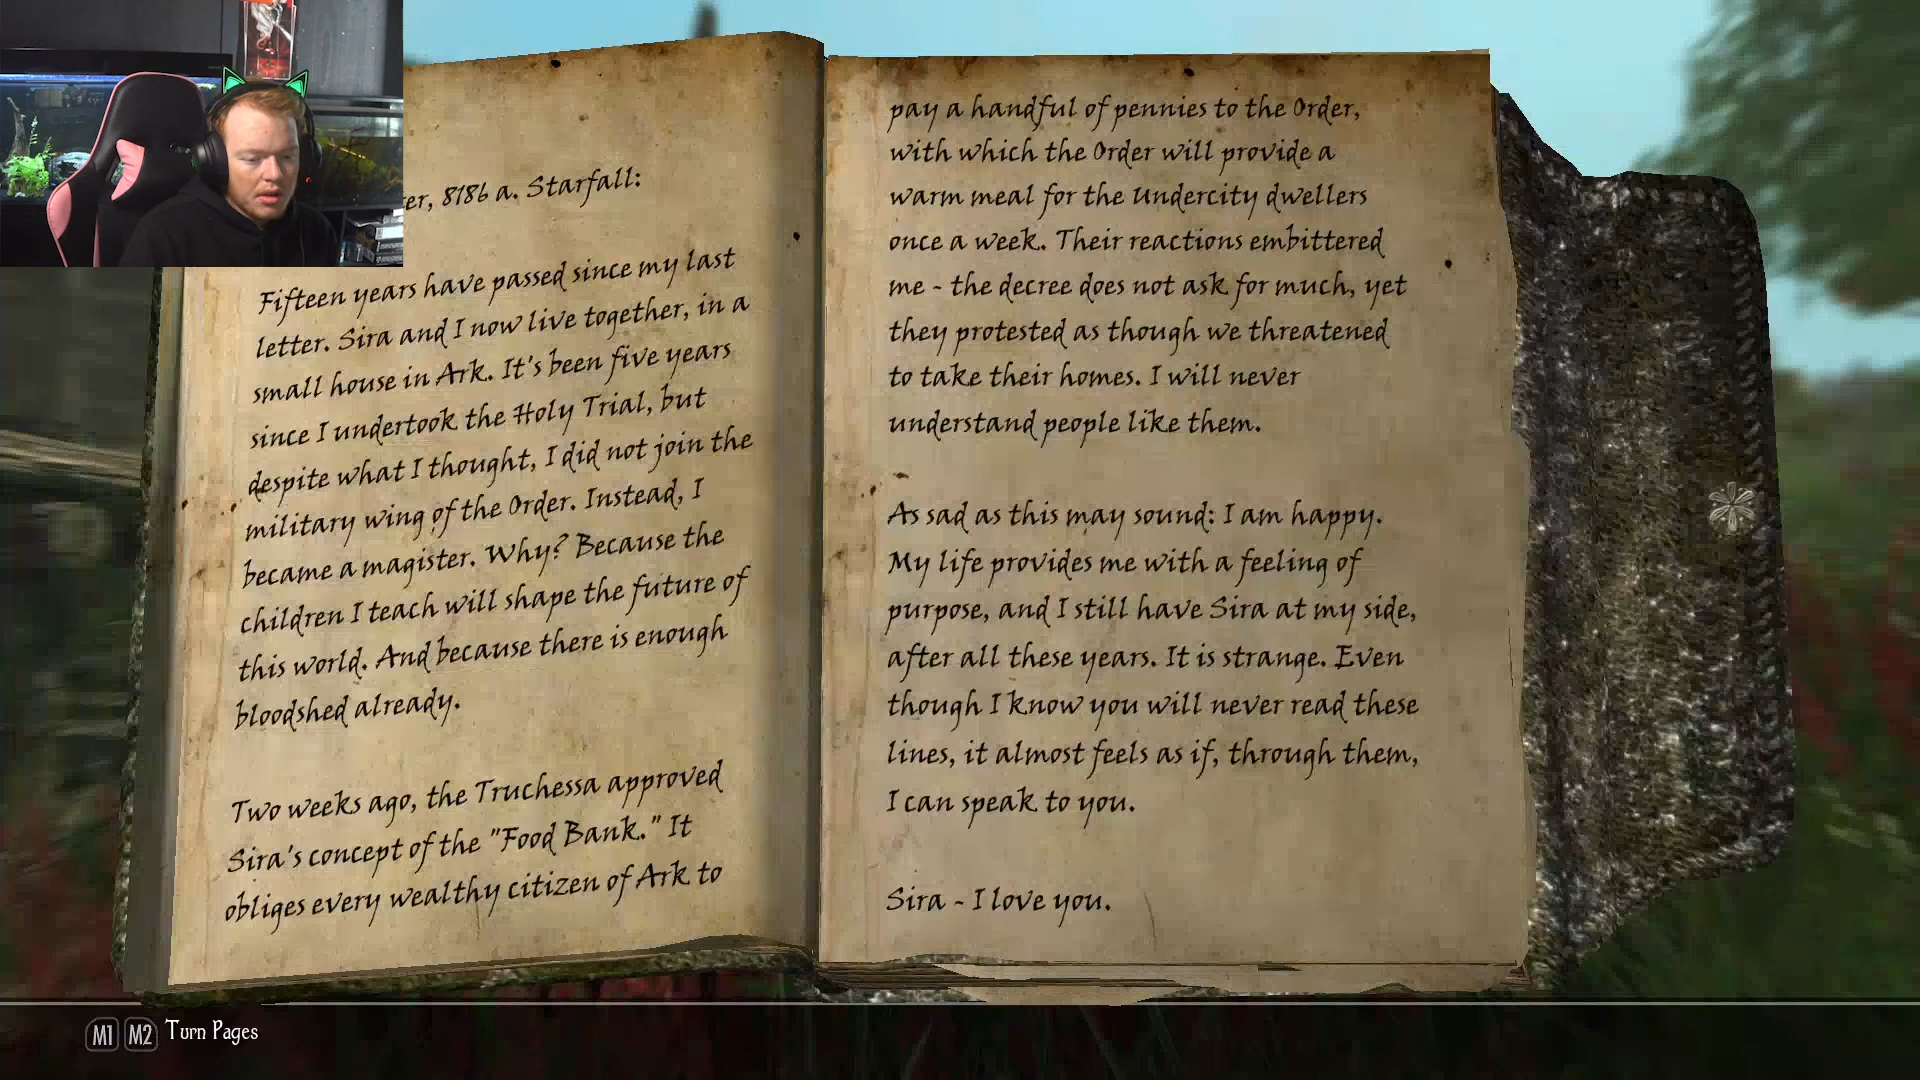 8186 a. Starfall:
Fifteen years have passed since my last
letter. Sira and I now live together, in a
small house in Ark. It's been five years
since I undertook the Holy Trial, but
despite what I thought, I did not join the
military wing of the Order. Instead, I
became a magister. Why? Because the
children I teach will shape the future of
this world. And because there is enough
bloodshed already.
Two weeks ago, the Truchessa approved
Sira's concept of the "Food Bank." It
obliges every wealthy citizen of Ark to
pay a handful of pennies to the Order,
with which the Order will provide a
warm meal for the Undercity dwellers
once a week. Their reactions embittered
me - the decree does not ask for much, yet
they protested as though we threatened
to take their homes. I will never
understand people like them.
As sad as this may sound: I am happy.
My life provides me with a feeling of
purpose, and I still have Sira at my side,
after all these years. It is strange. Even
though I know you will never read these
lines, it almost feels as if, through them,
I can speak to you.
Sira - I love you.
M1 M2 Turn Pages